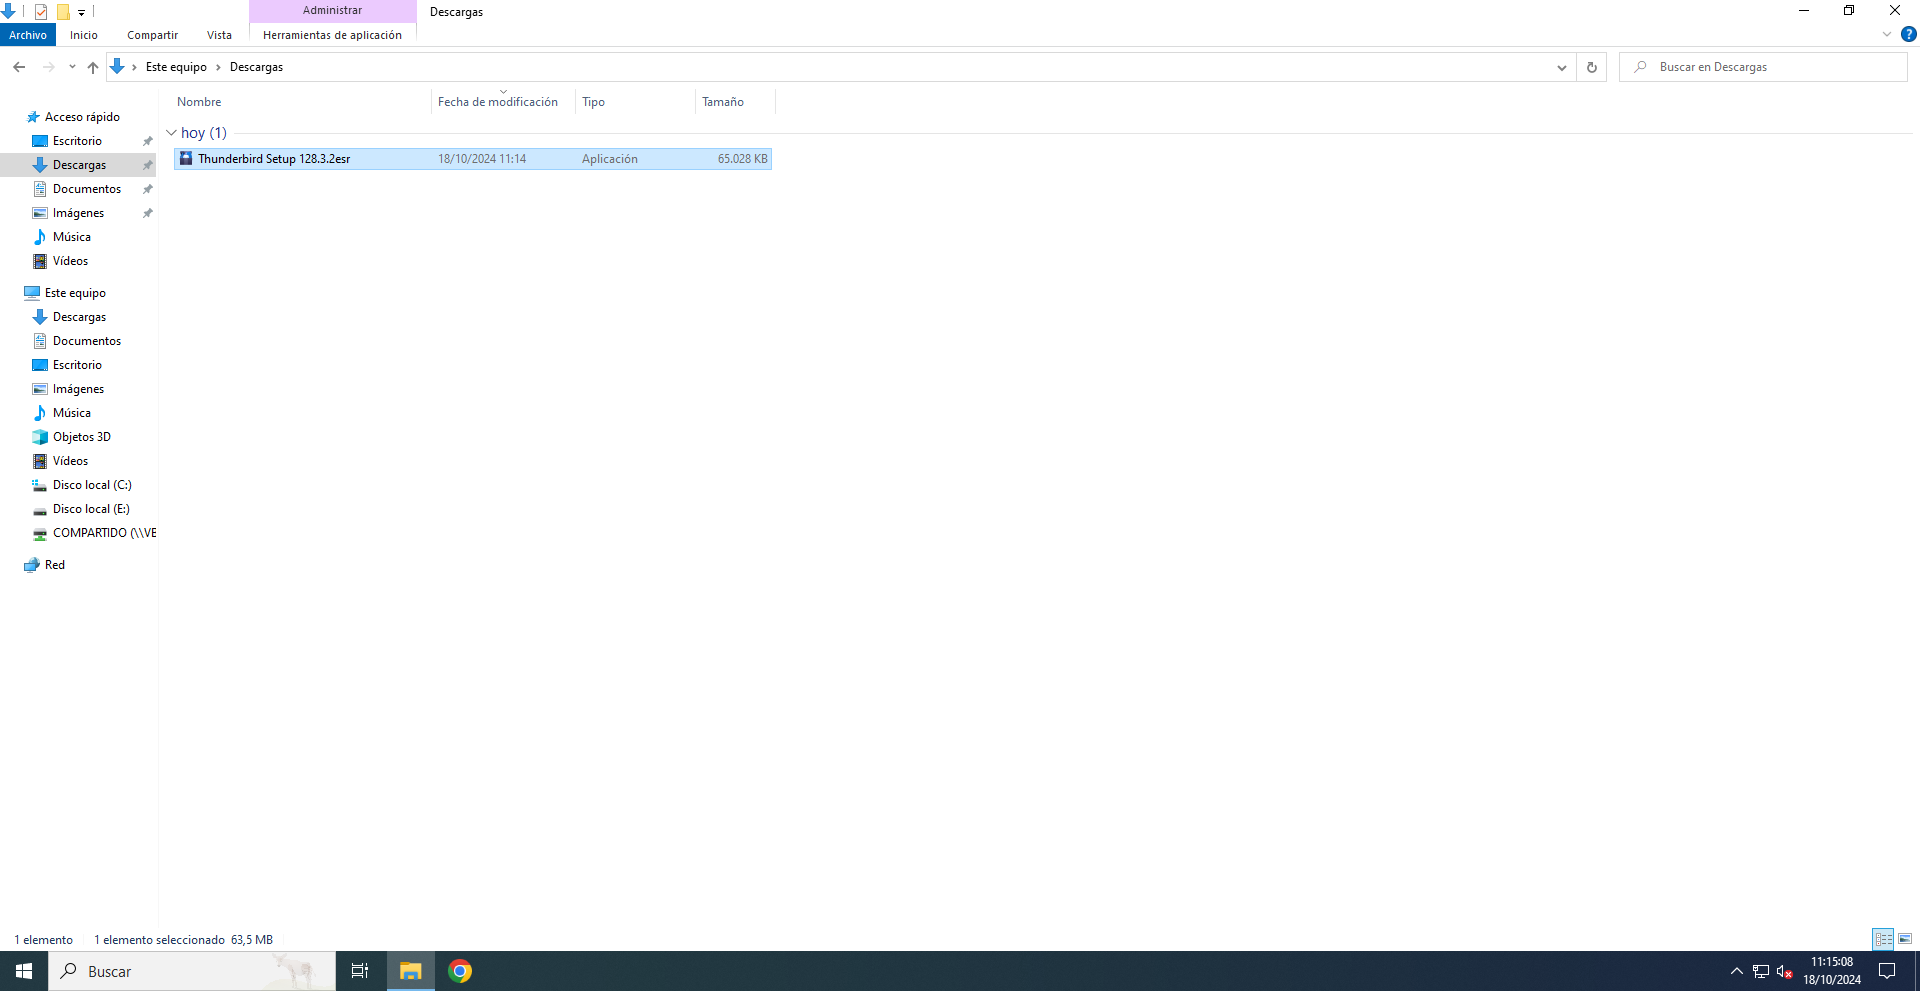 Administrar
Descargas
Archivo
Inicio
Compartir
Vista
Herramientas de aplicación
?
Este equipo
Descargas
Buscar en Descargas
Nombre
Fecha de modificación
Tipo
Tamaño
hoy (1)
Thunderbird Setup 128.3.2esr
18/10/2024 11:14
Aplicación
65.028 KB
Acceso rápido
Escritorio
Descargas
Documentos
Imágenes
Música
Vídeos
Este equipo
Descargas
Documentos
Escritorio
Imágenes
Música
Objetos 3D
Vídeos
Disco local (C:)
Disco local (E:)
COMPARTIDO (\\VE
Red
1 elemento
1 elemento seleccionado 63,5 MB
Buscar
11:15:08
18/10/2024